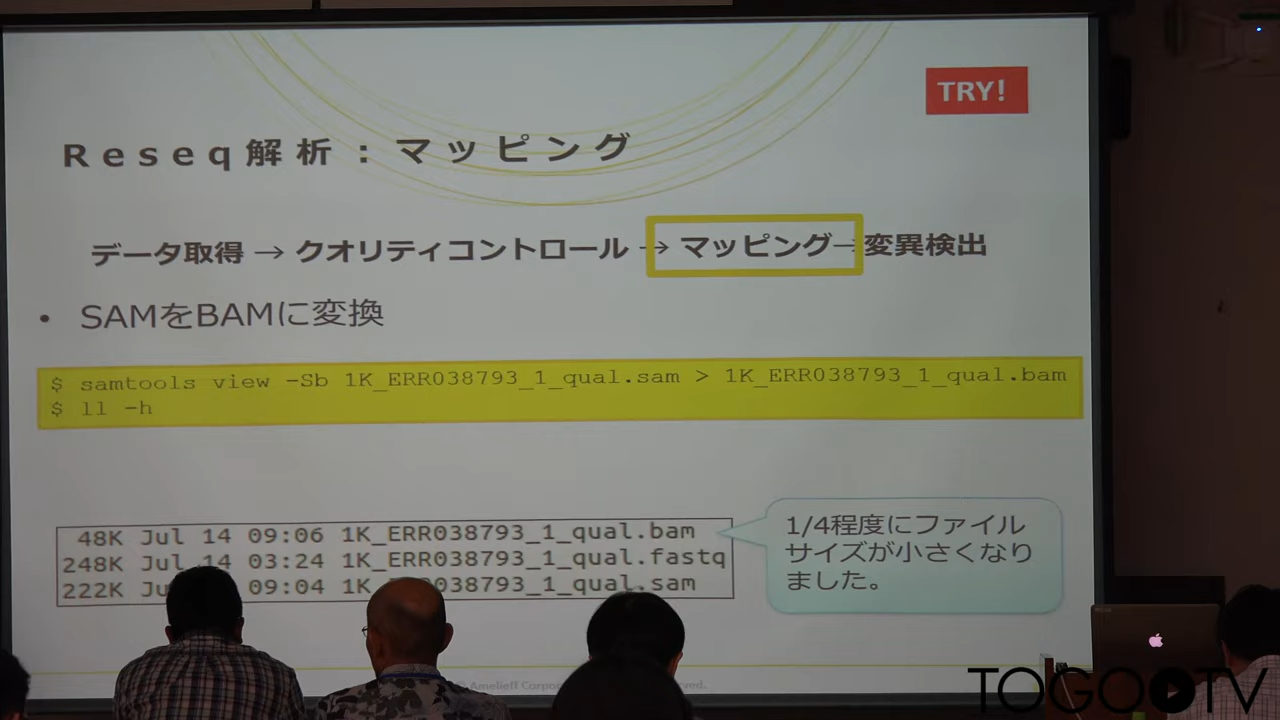 TRY!
Reseq解析：マッピング
データ取得 → クオリティコントロール → マッピング→変異検出
• SAMをBAMに変換
$ samtools view -Sb 1K_ERR038793_1_qual.sam > 1K_ERR038793_1_qual.bam
$ ll -h
48K Jul 14 09:06 1K_ERR038793_1_qual.bam
248K Jul 14 03:24 1K_ERR038793_1_qual.fastq
222K 09:04 1K_ERR038793_1_qual.sam
1/4程度にファイル
サイズが小さくなり
ました。
Amelieff
TOGOTV